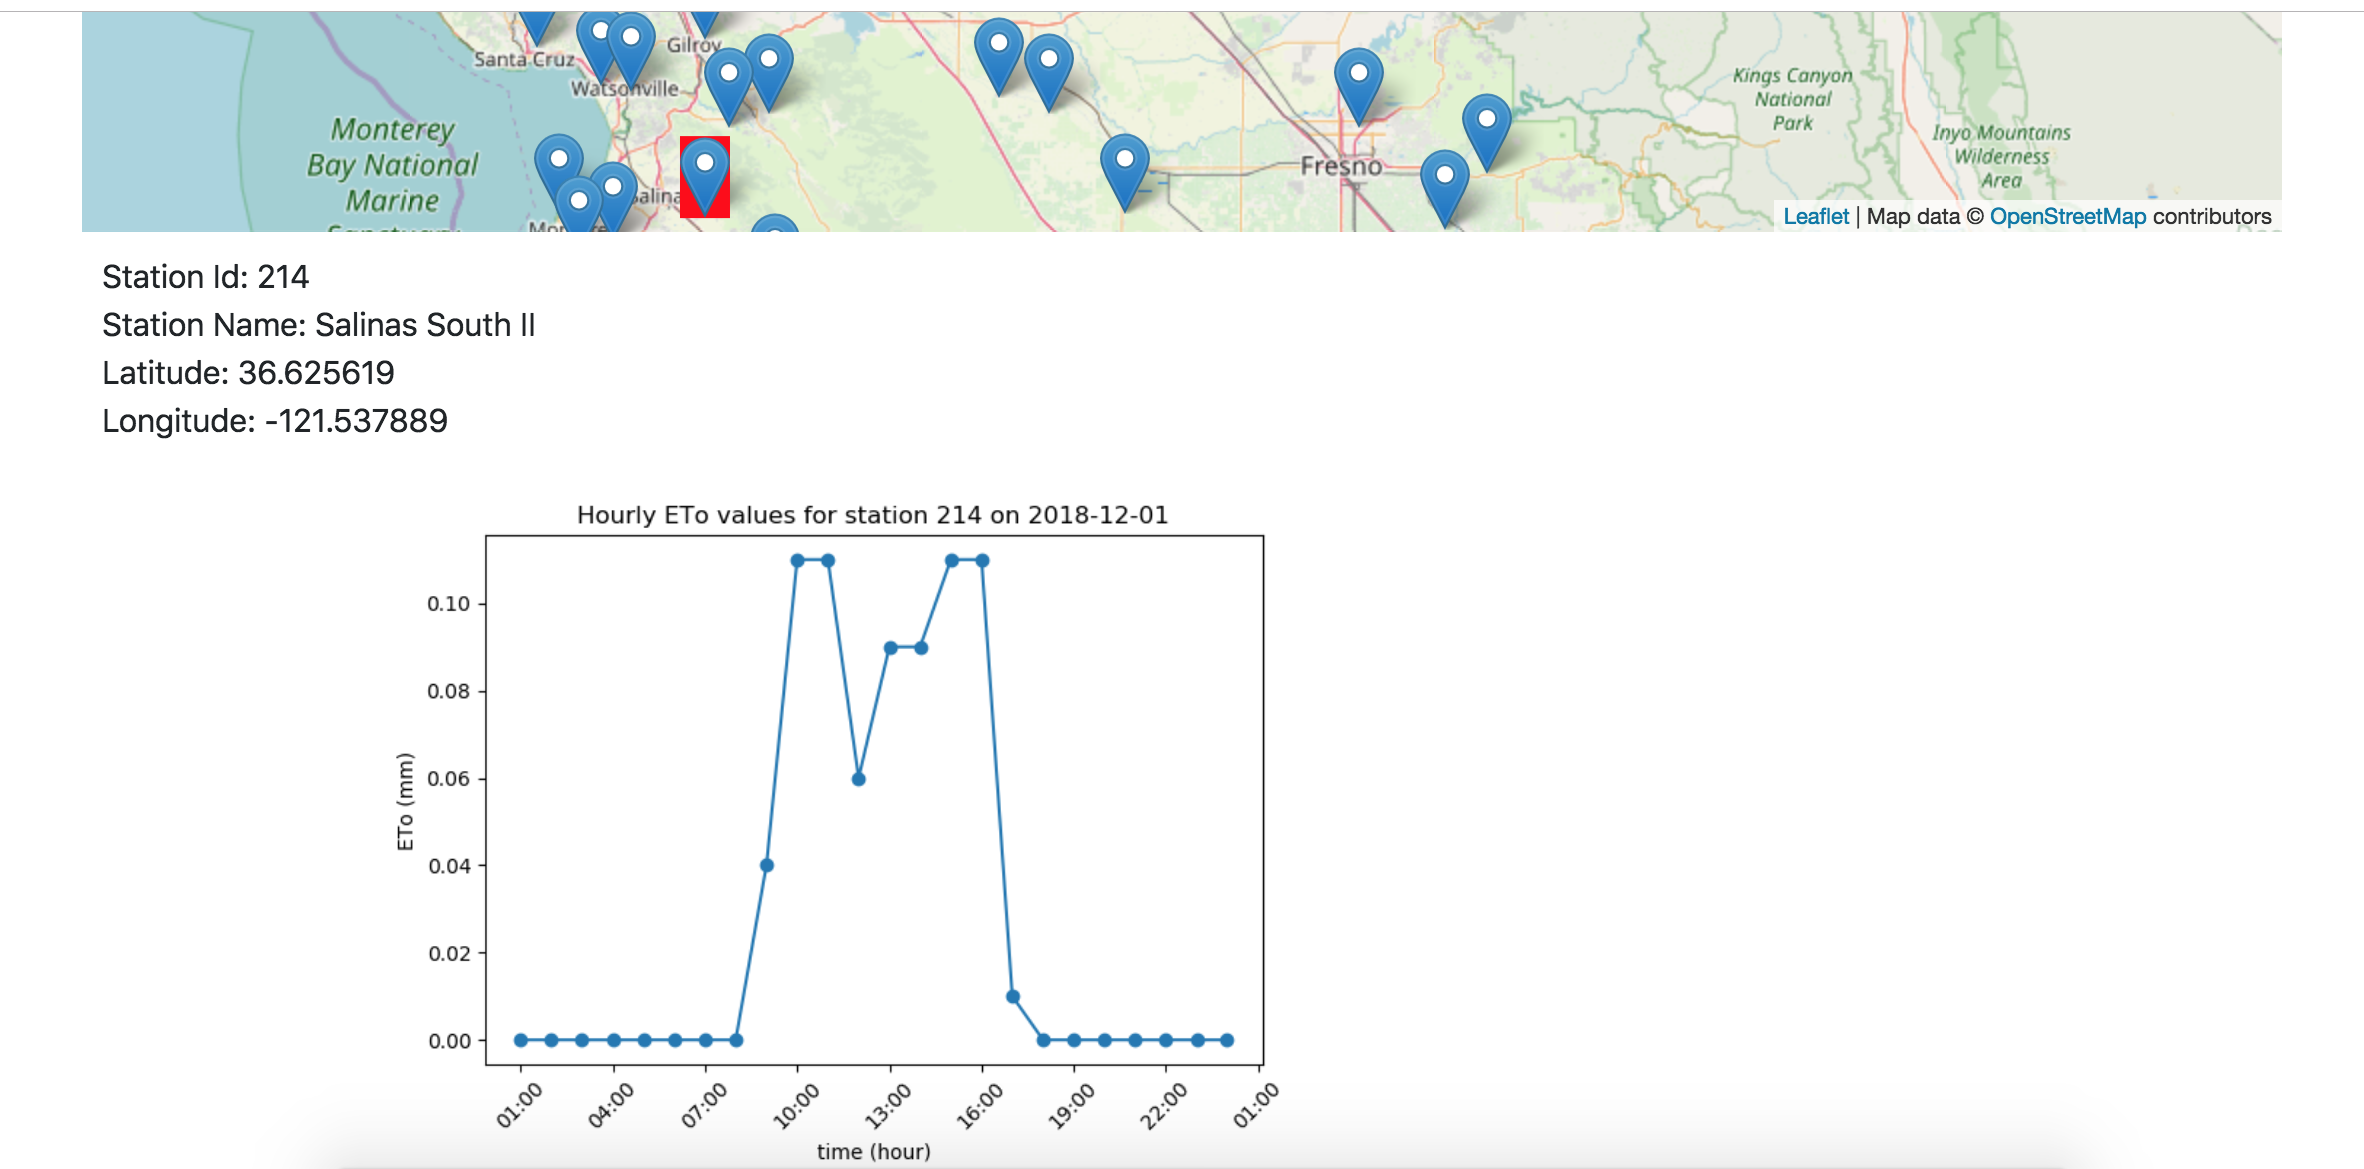 Santa Cruz
Gilroy
Watsonville
Monterey
Bay National
Marine
Fresno
Kings Canyon
National
Park
Inyo Mountains
Wilderness
Area
Leaflet | Map data © OpenStreetMap contributors
Station Id: 214
Station Name: Salinas South II
Latitude: 36.625619
Longitude: -121.537889
Hourly ETo values for station 214 on 2018-12-01
ETo (mm)
0.10
0.08
0.06
0.04
0.02
0.00
01:00 04:00 07:00 10:00 13:00 16:00 19:00 22:00 01:00
time (hour)